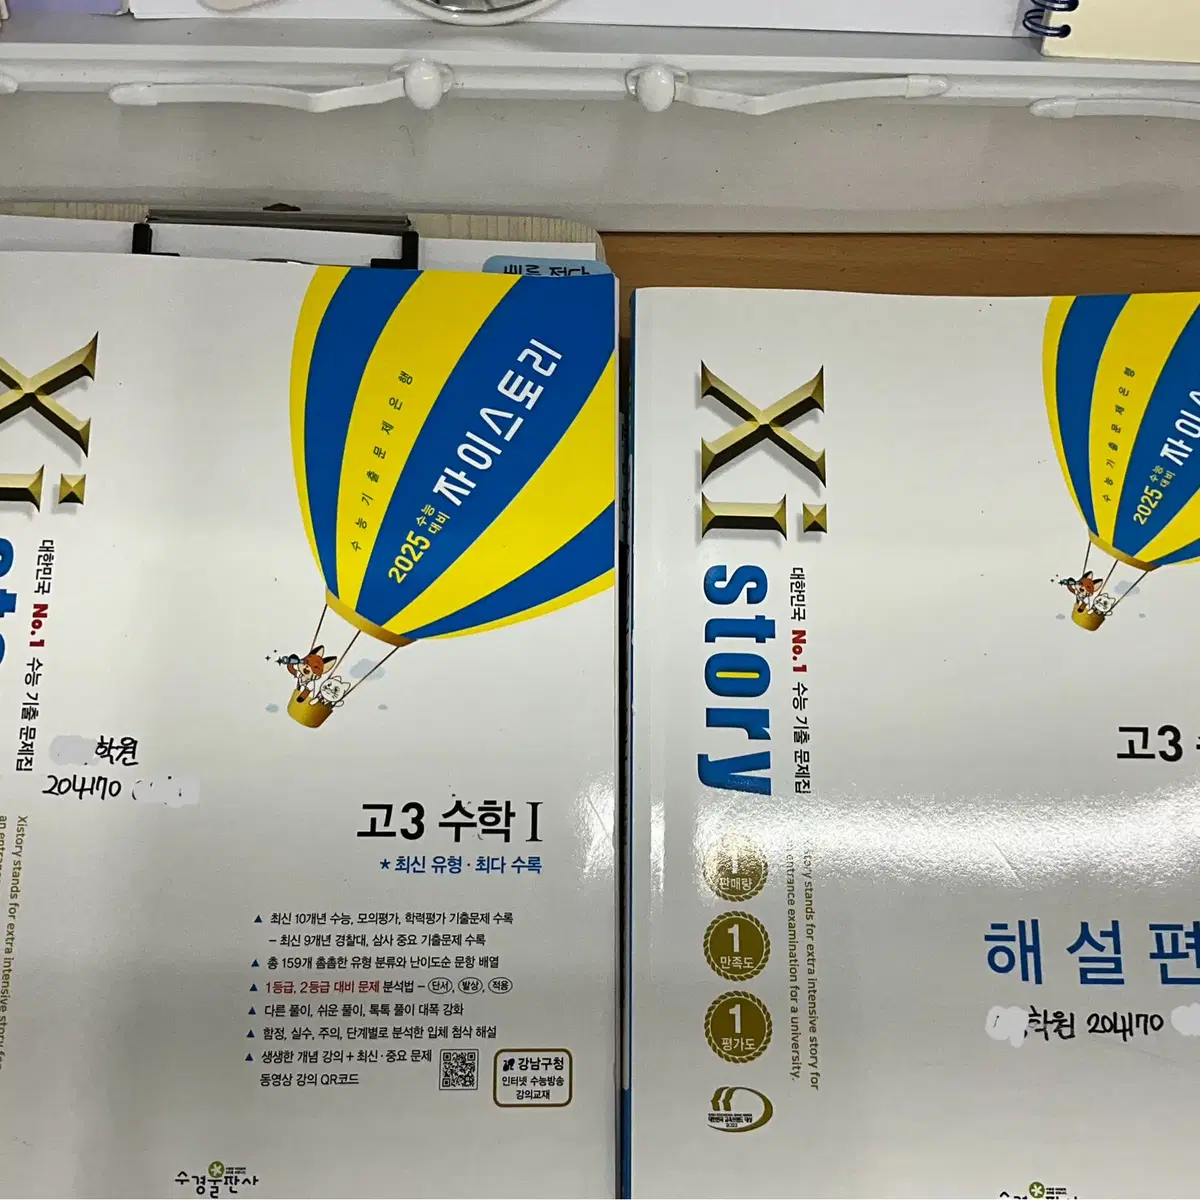 Xi
대한민국 No.1 수능 기출 문제집
수능기출문제은행
2025 수능대비 자이스토리
학원
204170
Xistory stands for extra intensive story for
고3 수학 I
* 최신 유형 · 최다 수록
▲ 최신 10개년 수능, 모의평가, 학력평가 기출문제 수록
– 최신 9개년 경찰대, 삼사 중요 기출문제 수록
▲ 총 159개 촘촘한 유형 분류와 난이도순 문항 배열
▲ 1등급, 2등급 대비 문제 분석법 – 단서, 발상, 적용
▲ 다른 풀이, 쉬운 풀이, 톡톡 풀이 대폭 강화
▲ 함정, 실수, 주의, 단계별로 분석한 입체 첨삭 해설
▲ 생생한 개념 강의 + 최신·중요 문제
동영상 강의 QR코드
강남구청
인터넷 수능방송
강의교재
수경출판사
Xi story
대한민국 No.1 수능 기출 문제집
수능기출문제은행
2025 수능대비 자이
고3
story stands for extra intensive story for
entrance examination for a university.
1 판매량
1 만족도
1 평가도
해설편
학원 204170